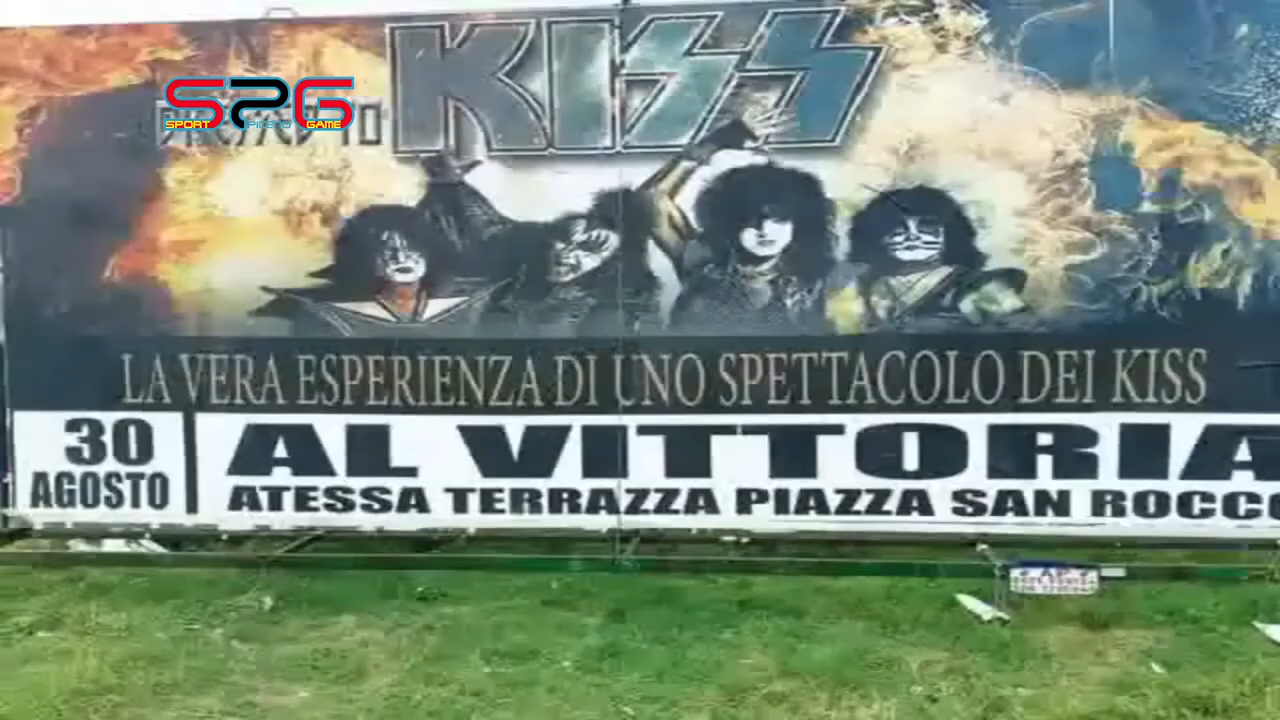 KISS
SPG
SPORT PICENO GAME
LA VERA ESPERIENZA DI UNO SPETTACOLO DEI KISS
30
AGOSTO
AL VITTORIA
ATESSA TERRAZZA PIAZZA SAN ROCCO